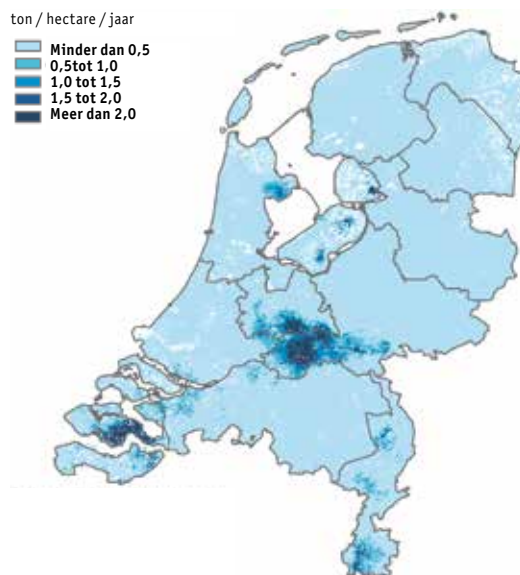 ton / hectare / jaar
Minder dan 0,5
0,5tot 1,0
1,0 tot 1,5
1,5 tot 2,0
Meer dan 2,0